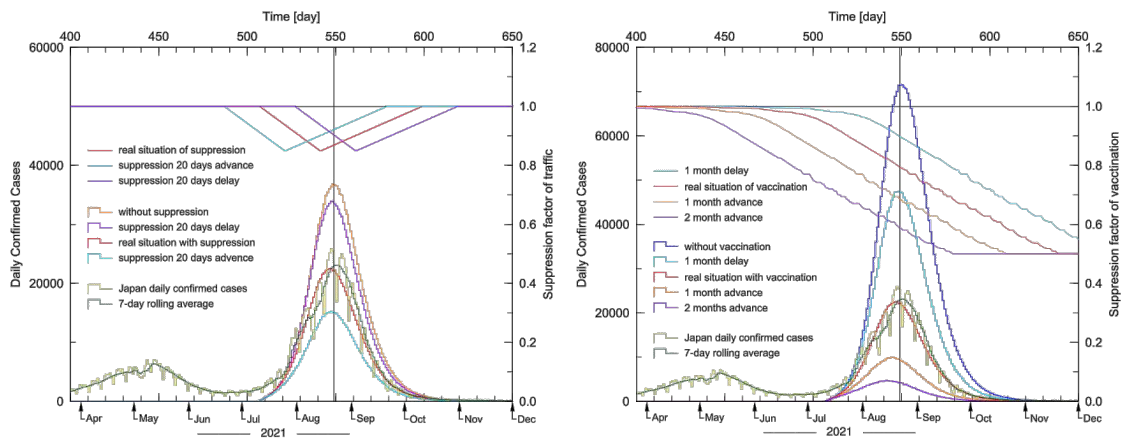 Time [day]
400 450 500 550 600 650
60000 1.2
1.0
40000 0.8
0.6
20000 0.4
0.2
0 0.0
Daily Confirmed Cases
Suppression factor of traffic
real situation of suppression
suppression 20 days advance
suppression 20 days delay
without suppression
suppression 20 days delay
real situation with suppression
suppression 20 days advance
Japan daily confirmed cases
7-day rolling average
Apr May Jun Jul Aug Sep Oct Nov Dec
2021
Time [day]
400 450 500 550 600 650
80000 1.2
1.0
60000
0.8
40000 0.6
0.4
20000
0.2
0 0.0
Daily Confirmed Cases
Suppression factor of vacctination
1 month delay
real situation of vaccination
1 month advance
2 month advance
without vaccination
1 month delay
real situation with vaccination
1 month advance
2 months advance
Japan daily confirmed cases
7-day rolling average
Apr May Jun Jul Aug Sep Oct Nov Dec
2021